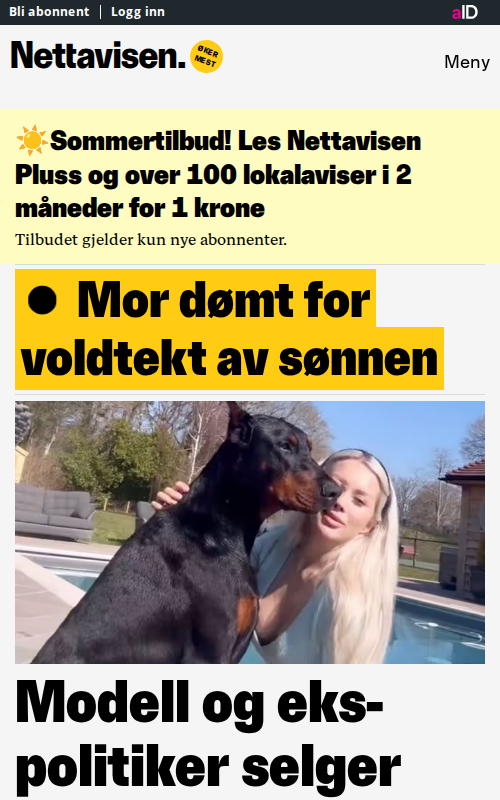 Bli abonnent | Logg inn
aID
Nettavisen.
ØKER
MEST
Meny
☀️Sommertilbud! Les Nettavisen
Pluss og over 100 lokalaviser i 2
måneder for 1 krone
Tilbudet gjelder kun nye abonnenter.
Mor dømt for
voldtekt av sønnen
Modell og eks-
politiker selger